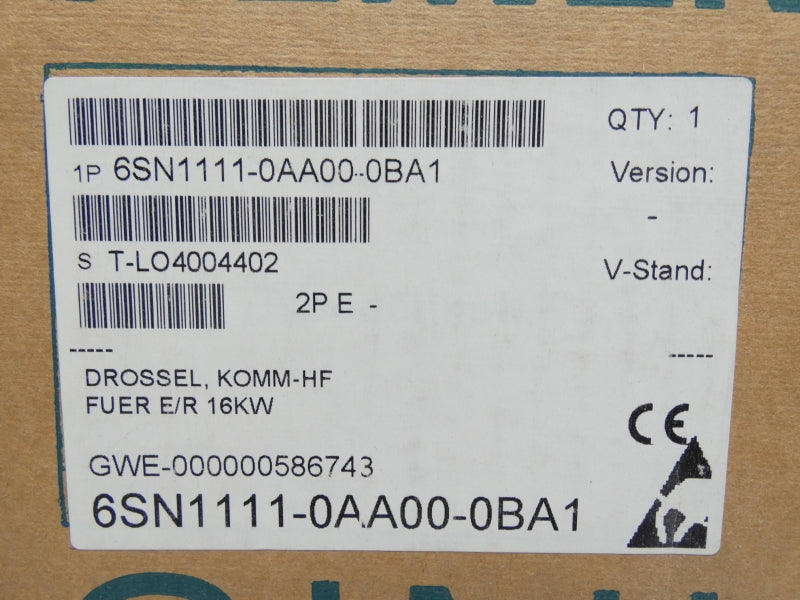 QTY: 1
1P 6SN1111-0AA00-0BA1
Version:
-
S T-LO4004402
V-Stand:
2P E -
-----
-----
DROSSEL, KOMM-HF
FUER E/R 16KW
CE
GWE-000000586743
6SN1111-0AA00-0BA1